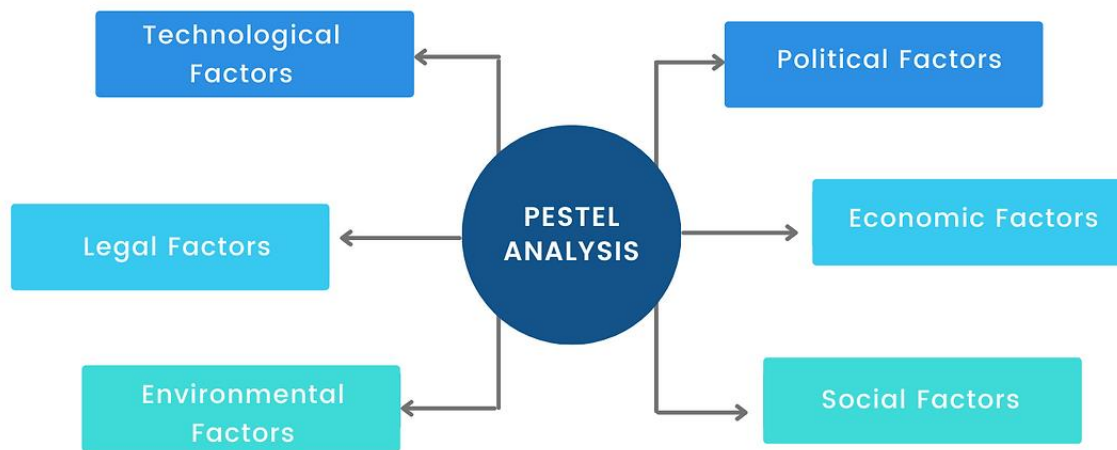 Technological
Factors
Political Factors
PESTEL
ANALYSIS
Legal Factors
Economic Factors
Environmental
Factors
Social Factors